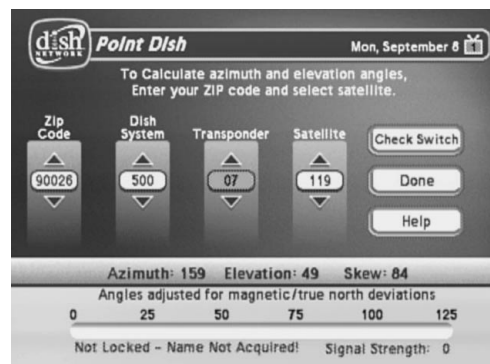 dish
NETWORK
Point Dish
Mon, September 8
1
To Calculate azimuth and elevation angles,
Enter your ZIP code and select satellite.
Zip
Code
Dish
System
Transponder
Satellite
Check Switch
90026
500
07
119
Done
Help
Azimuth: 159 Elevation: 49 Skew: 84
Angles adjusted for magnetic/true north deviations
0 25 50 75 100 125
Not Locked - Name Not Acquired! Signal Strength: 0